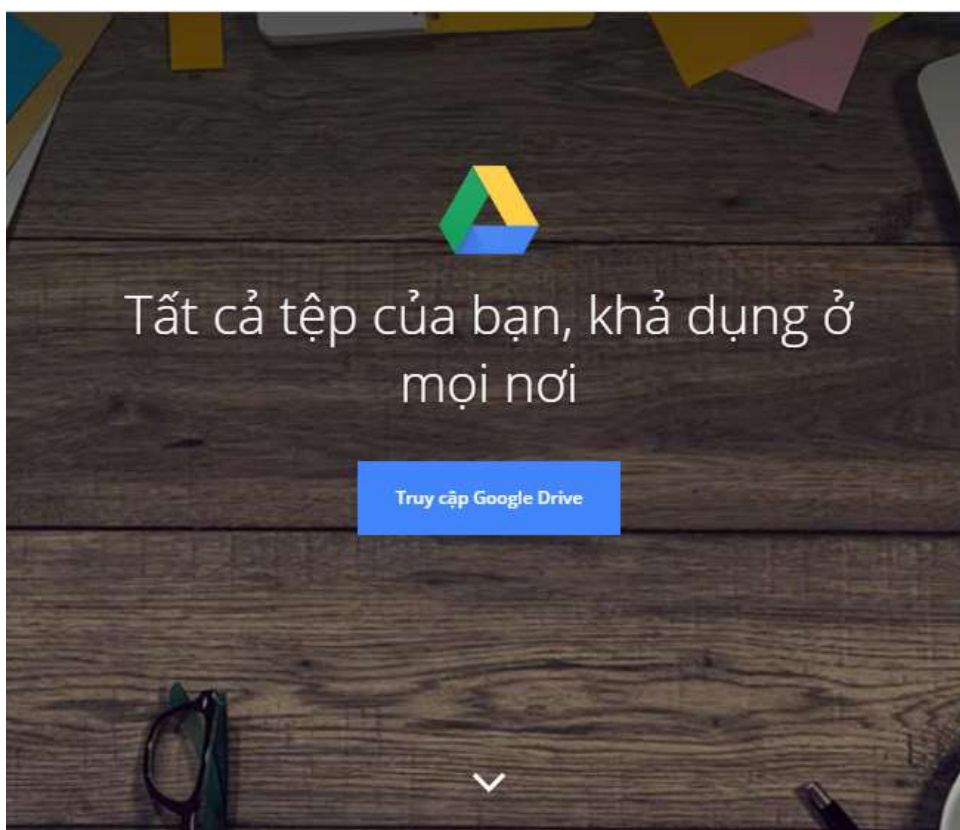 Tất cả tệp của bạn, khả dụng ở
mọi nơi
Truy cập Google Drive